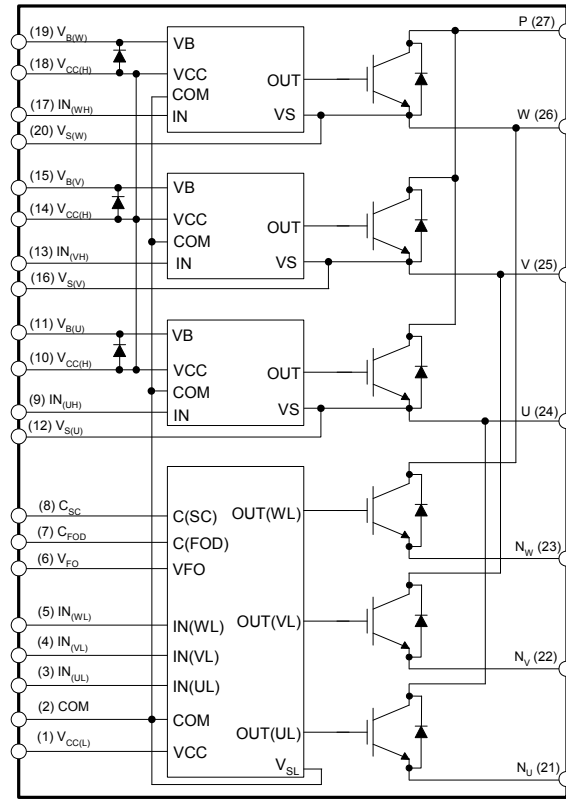 (19) VB(W)
(18) VCC(H)
(17) IN(WH)
(20) VS(W)
VB
VCC
COM
IN
OUT
VS
P (27)
W (26)
(15) VB(V)
(14) VCC(H)
(13) IN(VH)
(16) VS(V)
VB
VCC
COM
IN
OUT
VS
V (25)
(11) VB(U)
(10) VCC(H)
(9) IN(UH)
(12) VS(U)
VB
VCC
COM
IN
OUT
VS
U (24)
(8) CSC
(7) CFOD
(6) VFO
(5) IN(WL)
(4) IN(VL)
(3) IN(UL)
(2) COM
(1) VCC(L)
C(SC)
C(FOD)
VFO
IN(WL)
IN(VL)
IN(UL)
COM
VCC
OUT(WL)
OUT(VL)
OUT(UL)
VSL
NW (23)
NV (22)
NU (21)